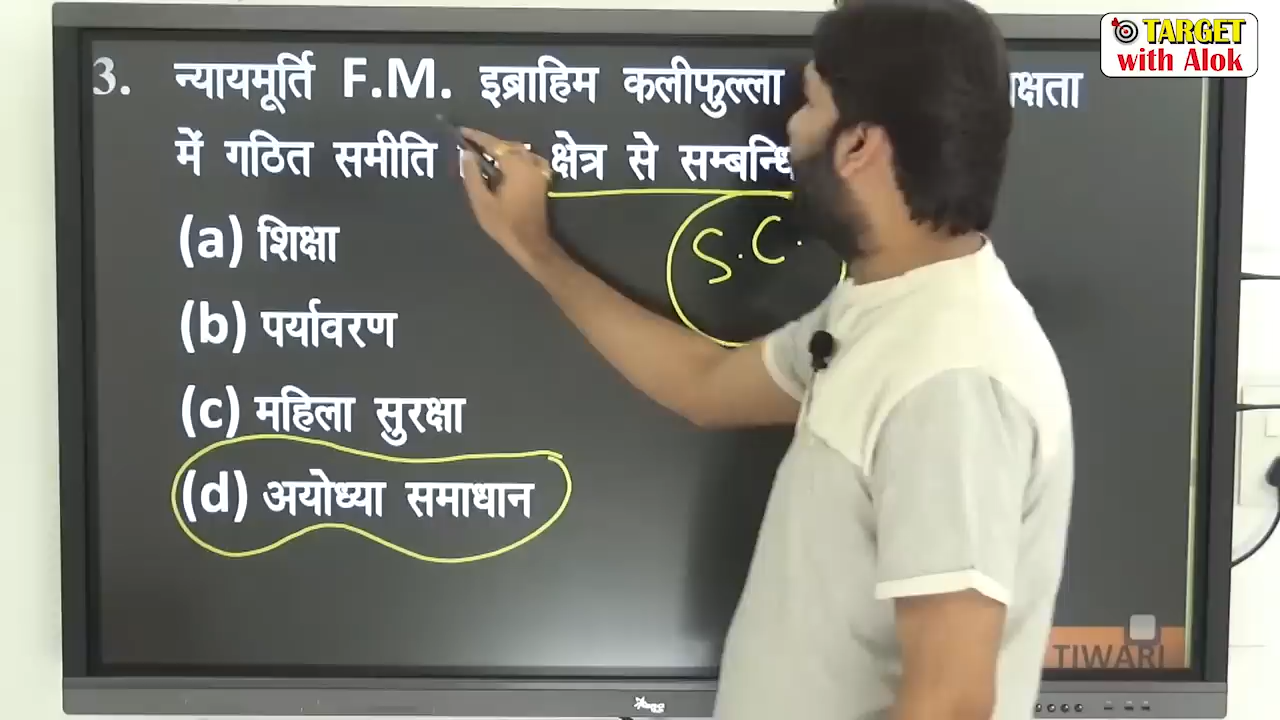 TARGET
with Alok
3. न्यायमूर्ति F.M. इब्राहिम कलीफुल्ला
में गठित समीति क्षेत्र से
(a) शिक्षा
(b) पर्यावरण
(c) महिला सुरक्षा
(d) अयोध्या समाधान
S.C.
TIWARI